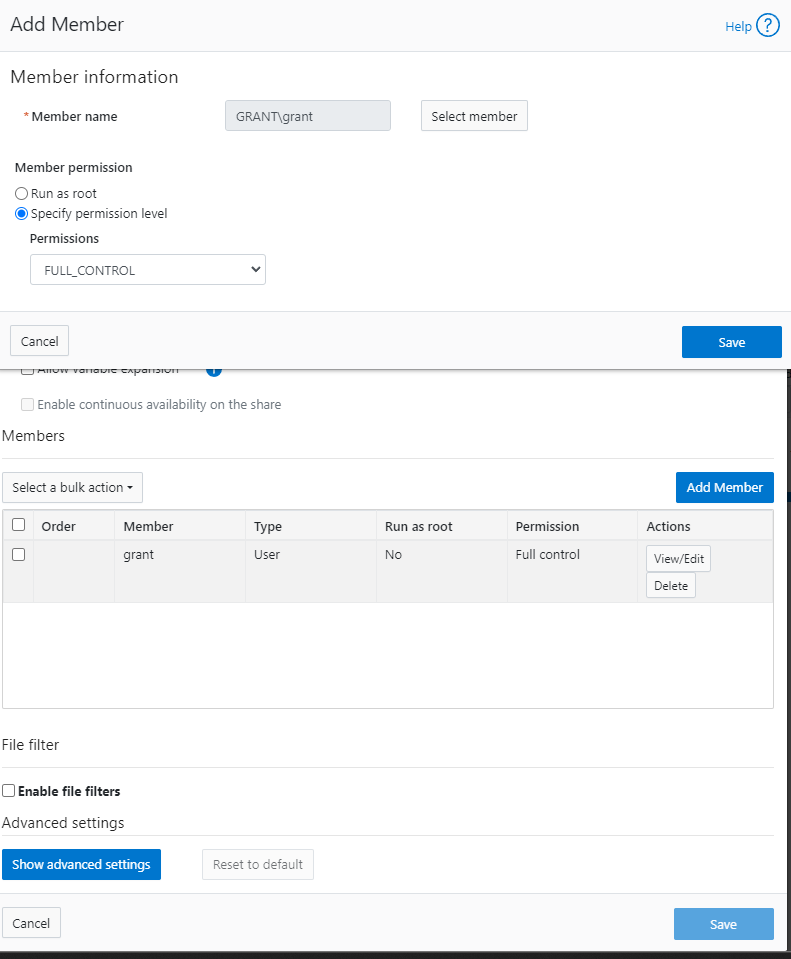 Add Member
Help ?
Member information
* Member name GRANT\grant Select member
Member permission
Run as root
Specify permission level
Permissions
FULL_CONTROL
Cancel Save
Allow variable expansion
Enable continuous availability on the share
Members
Select a bulk action Add Member
Order Member Type Run as root Permission Actions
grant User No Full control View/Edit
Delete
File filter
Enable file filters
Advanced settings
Show advanced settings Reset to default
Cancel Save